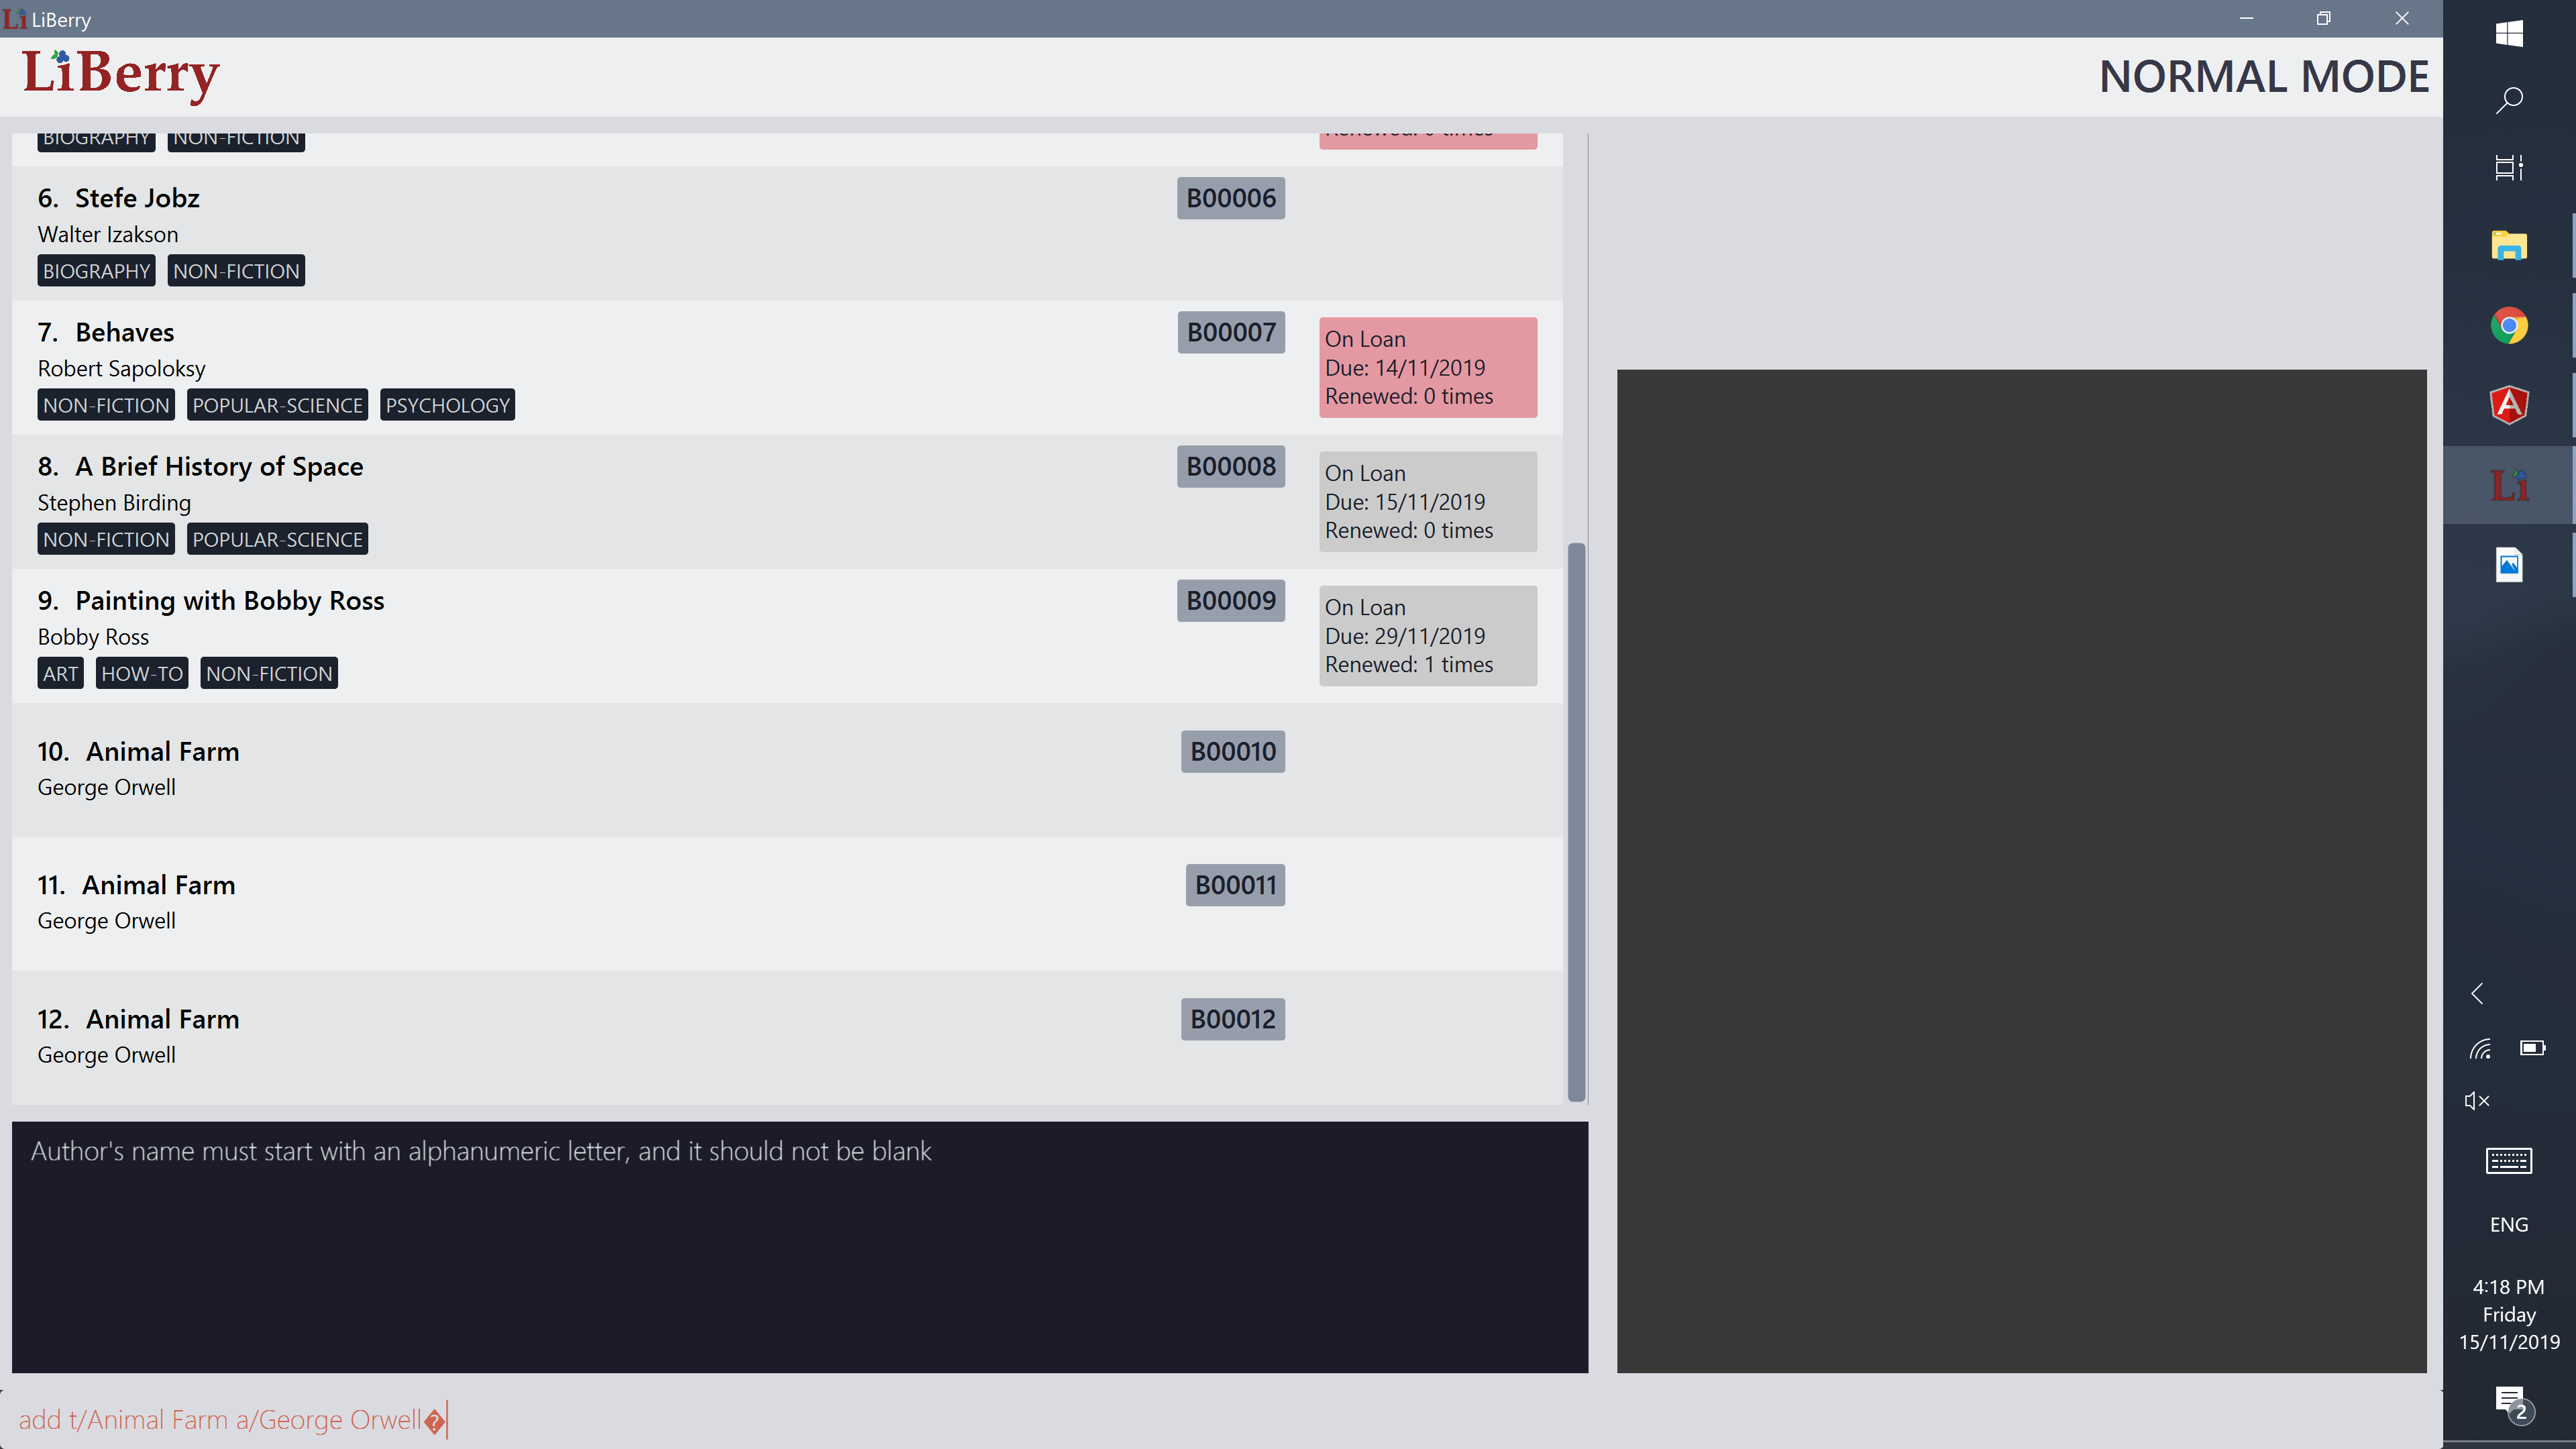 Li LiBerry
LiBerry
NORMAL MODE
BIOGRAPHY NON-FICTION
Renewed: 0 times
6. Stefe Jobz
B00006
Walter Izakson
BIOGRAPHY NON-FICTION
7. Behaves
B00007
On Loan
Due: 14/11/2019
Renewed: 0 times
Robert Sapoloksy
NON-FICTION POPULAR-SCIENCE PSYCHOLOGY
8. A Brief History of Space
B00008
On Loan
Due: 15/11/2019
Renewed: 0 times
Stephen Birding
NON-FICTION POPULAR-SCIENCE
9. Painting with Bobby Ross
B00009
On Loan
Due: 29/11/2019
Renewed: 1 times
Bobby Ross
ART HOW-TO NON-FICTION
10. Animal Farm
B00010
George Orwell
11. Animal Farm
B00011
George Orwell
12. Animal Farm
B00012
George Orwell
Author's name must start with an alphanumeric letter, and it should not be blank
add t/Animal Farm a/George Orwell�
Li
ENG
4:18 PM
Friday
15/11/2019
2